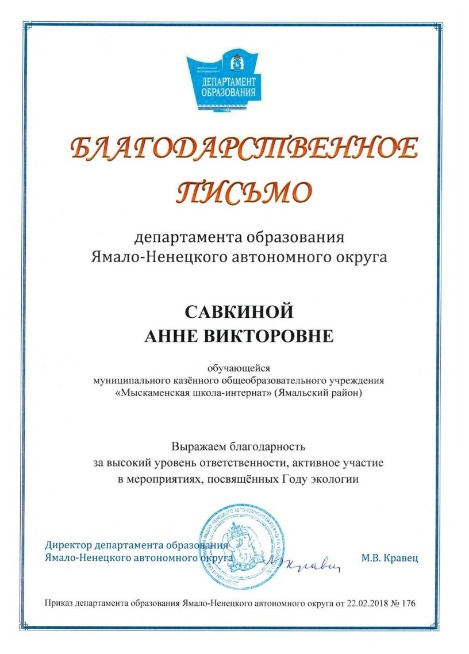 ДЕПАРТАМЕНТ
ОБРАЗОВАНИЯ
БЛАГОДАРСТВЕННОЕ
ПИСЬМО
департамента образования
Ямало-Ненецкого автономного округа
САВКИНОЙ
АННЕ ВИКТОРОВНЕ
обучающейся
муниципального казённого общеобразовательного учреждения
«Мыскаменская школа-интернат» (Ямальский район)
Выражаем благодарность
за высокий уровень ответственности, активное участие
в мероприятиях, посвящённых Году экологии
Директор департамента образования
Ямало-Ненецкого автономного округа
М.В. Кравец
Приказ департамента образования Ямало-Ненецкого автономного округа от 22.02.2018 № 176